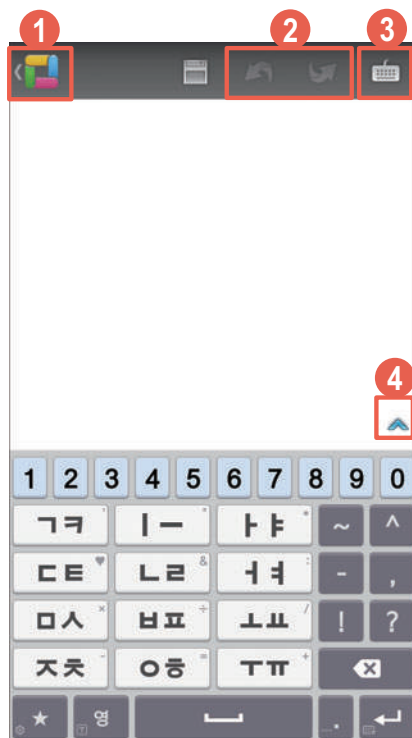 1 2 3
4
1 2 3 4 5 6 7 8 9 0
ㄱㅋ ' ㅣㅡ " ㅏㅑ * ~ ^
ㄷㅌ ♥ ㄴㄹ & ㅓㅕ : - ,
ㅁㅅ × ㅂㅍ ÷ ㅗㅛ / ! ?
ㅈㅊ - ㅇㅎ = ㅜㅠ +
★ 영 .